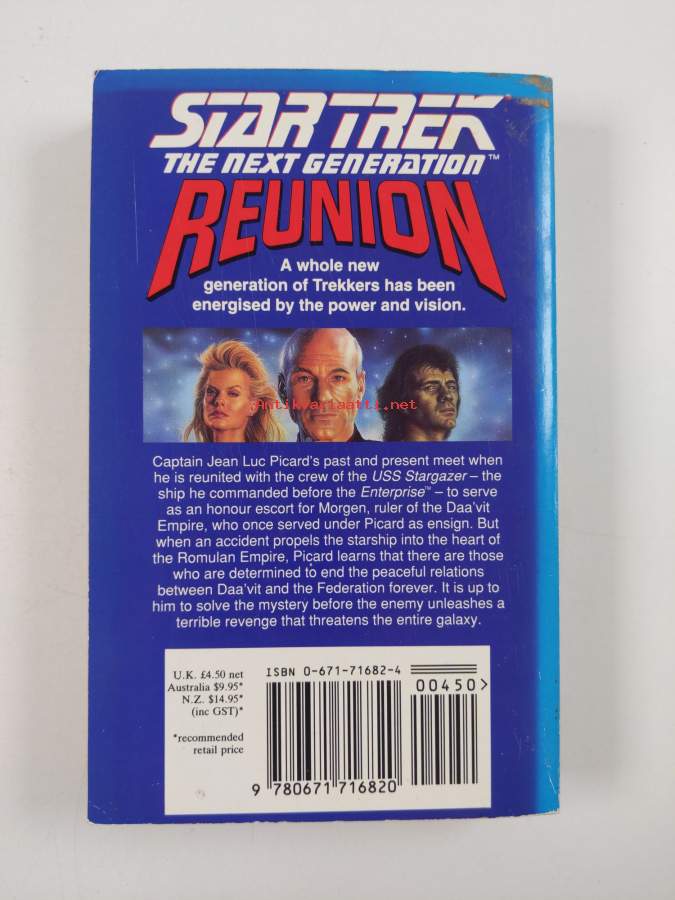 STAR TREK
THE NEXT GENERATION™
REUNION
A whole new
generation of Trekkers has been
energised by the power and vision.
Antikvariaatti.net
Captain Jean Luc Picard's past and present meet when
he is reunited with the crew of the USS Stargazer – the
ship he commanded before the Enterprise™ – to serve
as an honour escort for Morgen, ruler of the Daa'vit
Empire, who once served under Picard as ensign. But
when an accident propels the starship into the heart of
the Romulan Empire, Picard learns that there are those
who are determined to end the peaceful relations
between Daa'vit and the Federation forever. It is up to
him to solve the mystery before the enemy unleashes a
terrible revenge that threatens the entire galaxy.
U.K. £4.50 net
Australia $9.95*
N.Z. $14.95*
(inc GST)*
*recommended
retail price
ISBN 0-671-71682-4
00450>
9 780671 716820